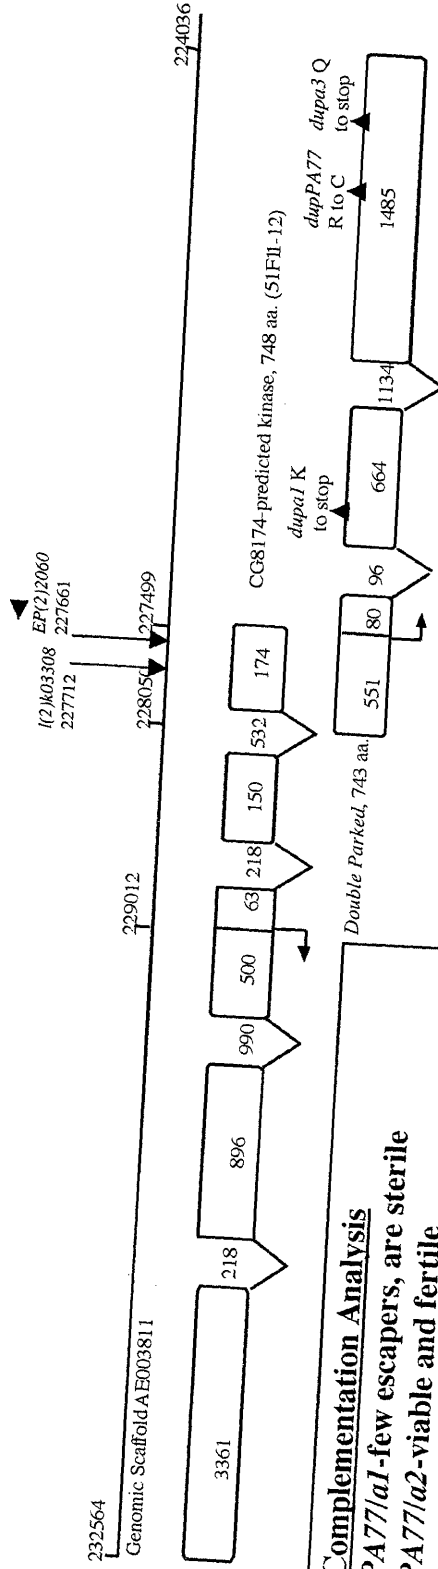 232564
Genomic Scaffold AE003811
229012
l(2)k03308
227712
EP(2)2060
227661
228050
227499
224036
3361
218
896
990
500
63
218
150
532
174
CG8174-predicted kinase, 748 aa. (51F11-12)
Double Parked, 743 aa.
551
80
96
664
1134
1485
dupa1 K
to stop
dupPA77
R to C
dupa3 Q
to stop
Complementation Analysis
PA77/a1-few escapers, are sterile
PA77/a2-viable and fertile